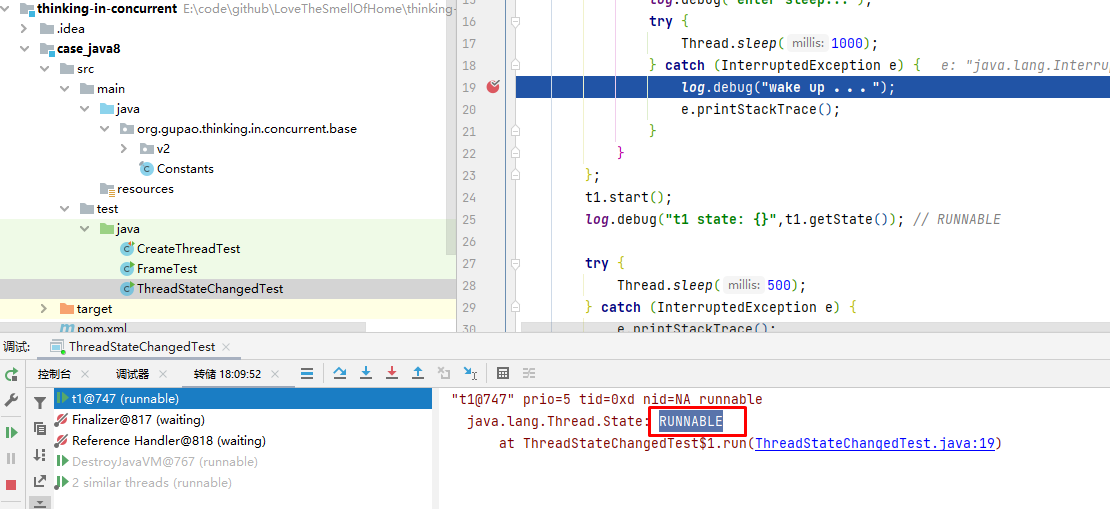 thinking-in-concurrent E:\code\github\LoveTheSmellOfHome\thinking-
.idea
case_java8
src
main
java
org.gupao.thinking.in.concurrent.base
v2
Constants
resources
test
java
CreateThreadTest
FrameTest
ThreadStateChangedTest
target
pom.xml
15 log.debug("enter sleep...");
16 try {
17 Thread.sleep( millis: 1000);
18 } catch (InterruptedException e) { e: "java.lang.Interrup
19 log.debug("wake up ... ");
20 e.printStackTrace();
21 }
22 }
23 };
24 t1.start();
25 log.debug("t1 state: {}",t1.getState()); // RUNNABLE
26
27 try {
28 Thread.sleep( millis: 500);
29 } catch (InterruptedException e) {
30 e.printStackTrace();
调试: ThreadStateChangedTest
控制台 调试器 转储 18:09:52
t1@747 (runnable)
Finalizer@817 (waiting)
Reference Handler@818 (waiting)
DestroyJavaVM@767 (runnable)
2 similar threads (runnable)
"t1@747" prio=5 tid=0xd nid=NA runnable
java.lang.Thread.State: RUNNABLE
at ThreadStateChangedTest$1.run(ThreadStateChangedTest.java:19)